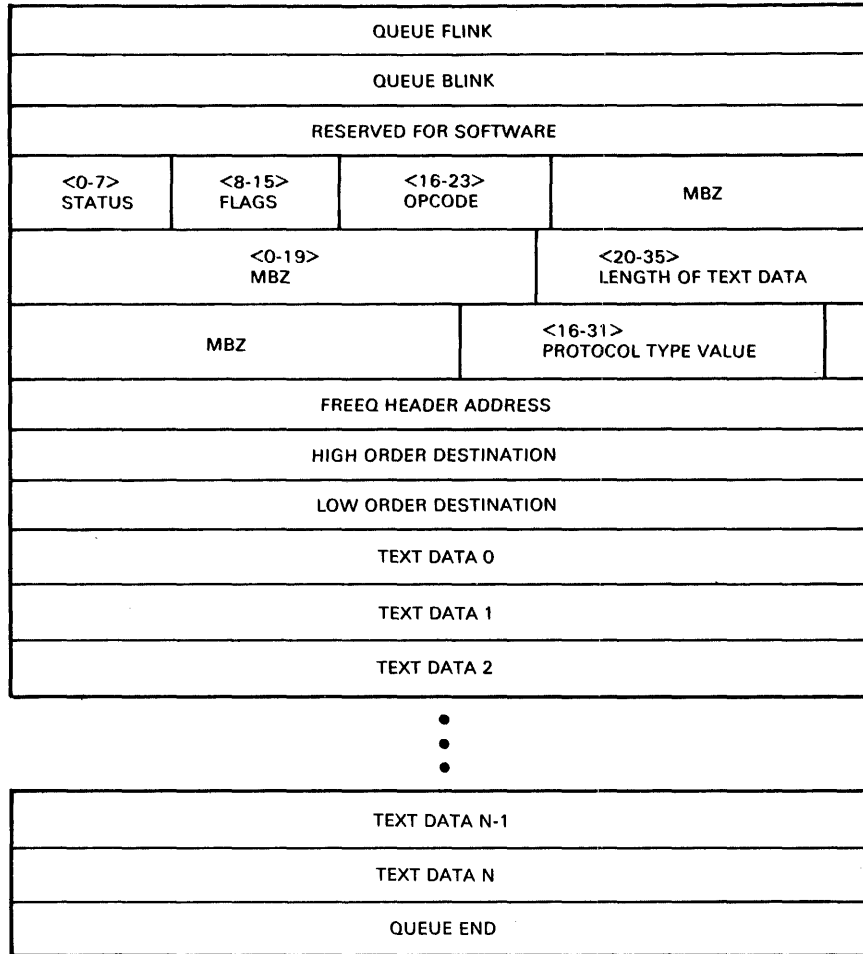 QUEUE FLINK
QUEUE BLINK
RESERVED FOR SOFTWARE
<0-7> <8-15> <16-23>
STATUS FLAGS OPCODE MBZ
<0-19> <20-35>
MBZ LENGTH OF TEXT DATA
<16-31>
MBZ PROTOCOL TYPE VALUE
FREEQ HEADER ADDRESS
HIGH ORDER DESTINATION
LOW ORDER DESTINATION
TEXT DATA 0
TEXT DATA 1
TEXT DATA 2
TEXT DATA N-1
TEXT DATA N
QUEUE END